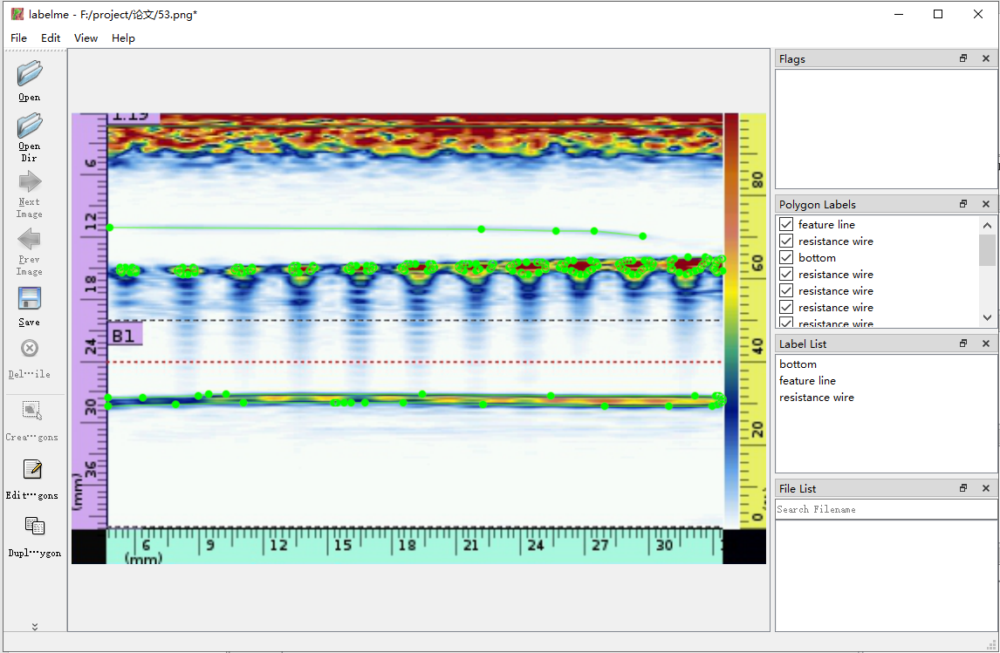 labelme - F:/project/论文/53.png*
File Edit View Help
Open
Open
Dir
Next
Image
Prev
Image
Save
Del⋯ile
Crea⋯gons
Edit⋯gons
Dupl⋯ygon
1.19
6
12
18
24
30
36
(mm)
B1
80
60
40
20
0
6 9 12 15 18 21 24 27 30
(mm)
Flags
Polygon Labels
feature line
resistance wire
bottom
resistance wire
resistance wire
resistance wire
resistance wire
Label List
bottom
feature line
resistance wire
File List
Search Filename